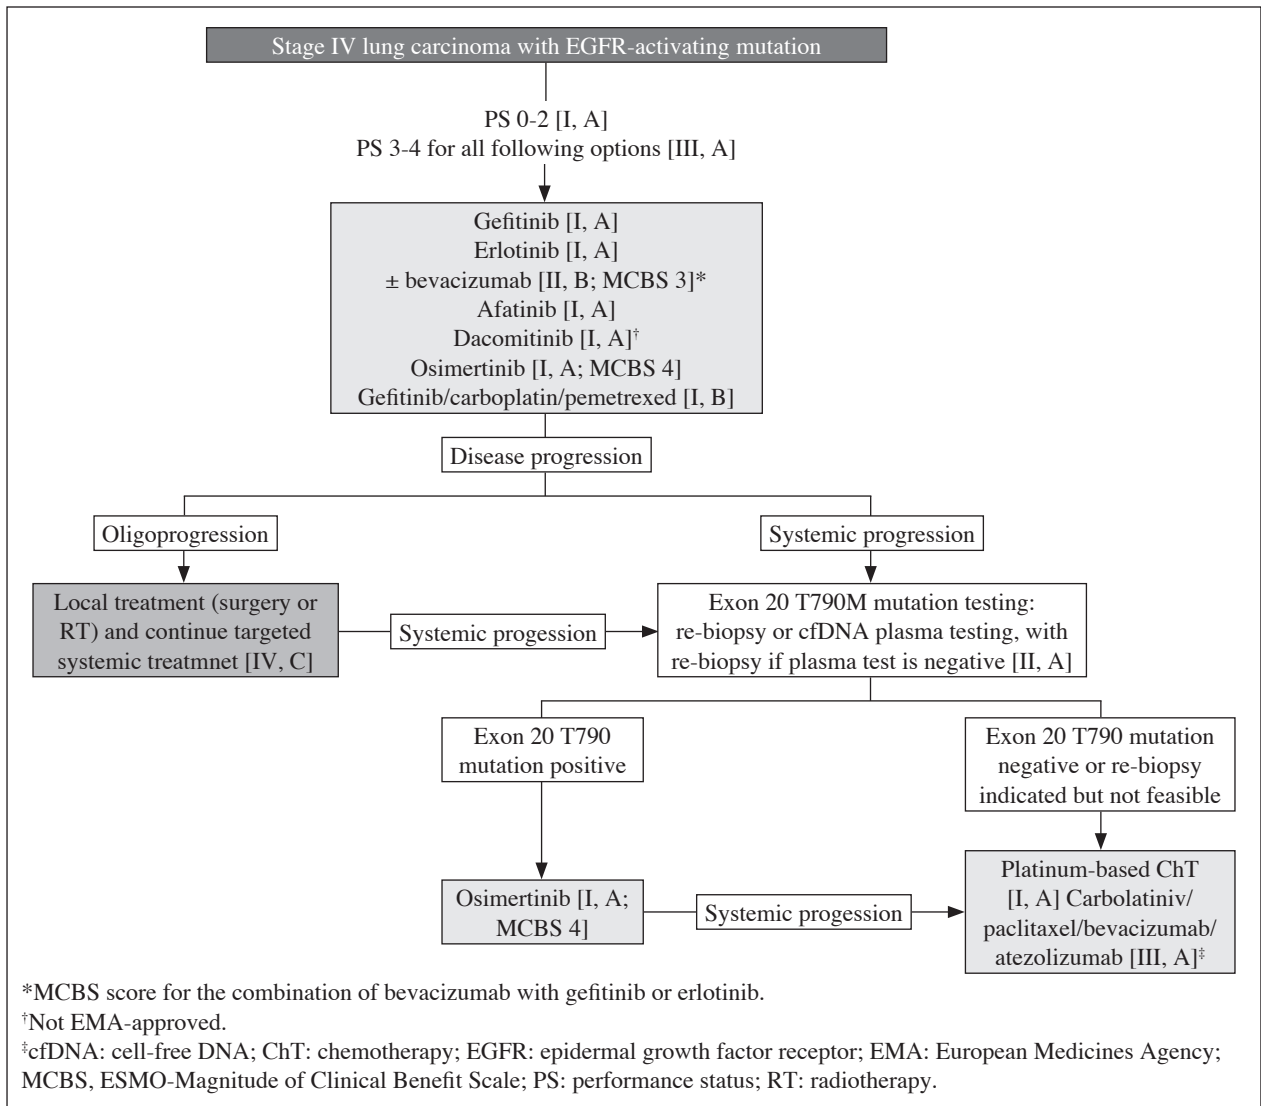 Stage IV lung carcinoma with EGFR-activating mutation
PS 0-2 [I, A]
PS 3-4 for all following options [III, A]
Gefitinib [I, A]
Erlotinib [I, A]
± bevacizumab [II, B; MCBS 3]*
Afatinib [I, A]
Dacomitinib [I, A]†
Osimertinib [I, A; MCBS 4]
Gefitinib/carboplatin/pemetrexed [I, B]
Disease progression
Oligoprogression
Systemic progression
Local treatment (surgery or
RT) and continue targeted
systemic treatmnet [IV, C]
Systemic progession
Exon 20 T790M mutation testing:
re-biopsy or cfDNA plasma testing, with
re-biopsy if plasma test is negative [II, A]
Exon 20 T790
mutation positive
Exon 20 T790 mutation
negative or re-biopsy
indicated but not feasible
Osimertinib [I, A;
MCBS 4]
Systemic progession
Platinum-based ChT
[I, A] Carbolatiniv/
paclitaxel/bevacizumab/
atezolizumab [III, A]‡
*MCBS score for the combination of bevacizumab with gefitinib or erlotinib.
†Not EMA-approved.
‡cfDNA: cell-free DNA; ChT: chemotherapy; EGFR: epidermal growth factor receptor; EMA: European Medicines Agency;
MCBS, ESMO-Magnitude of Clinical Benefit Scale; PS: performance status; RT: radiotherapy.